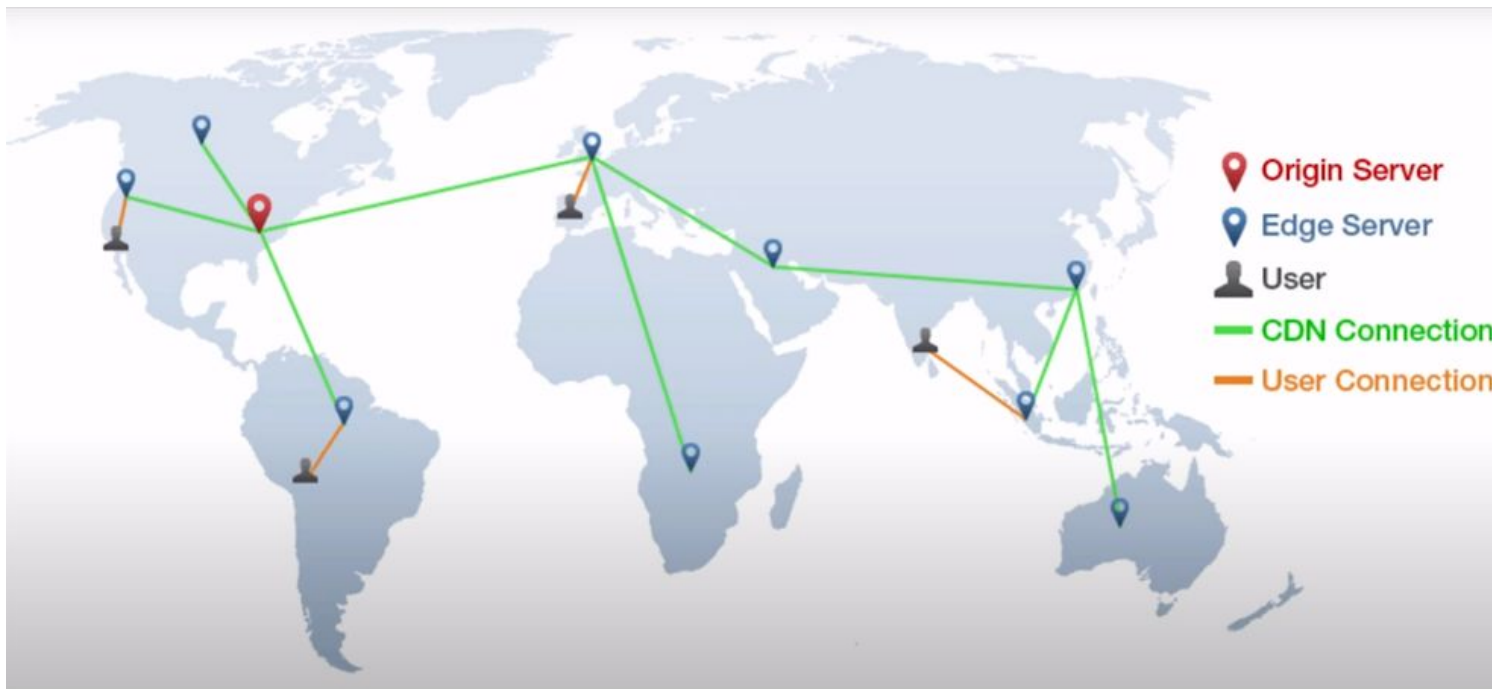 Origin Server
Edge Server
User
CDN Connection
User Connection